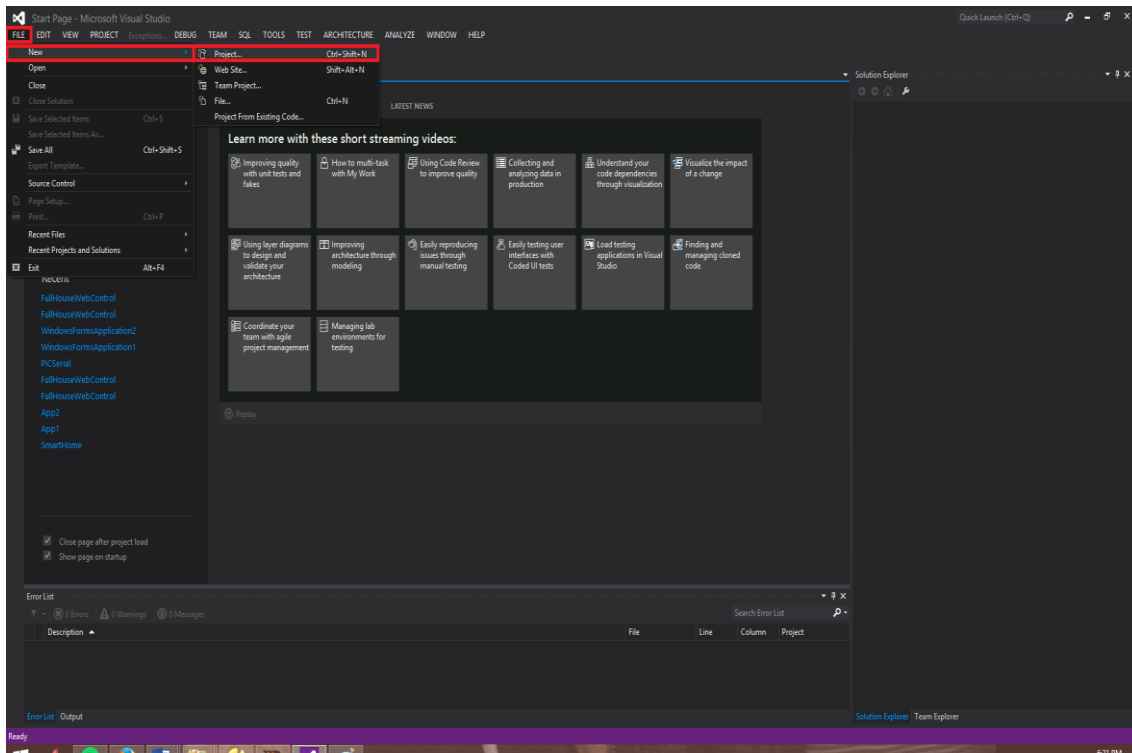 Start Page - Microsoft Visual Studio
Quick Launch (Ctrl+Q)
FILE EDIT VIEW PROJECT Exceptions... DEBUG TEAM SQL TOOLS TEST ARCHITECTURE ANALYZE WINDOW HELP
New
Open
Close
Close Solution
Save Selected Items Ctrl+S
Save Selected Items As...
Save All Ctrl+Shift+S
Export Template...
Source Control
Page Setup...
Print... Ctrl+P
Recent Files
Recent Projects and Solutions
Exit Alt+F4
Project... Ctrl+Shift+N
Web Site... Shift+Alt+N
Team Project...
File... Ctrl+N
Project From Existing Code...
LATEST NEWS
Learn more with these short streaming videos:
Improving quality
with unit tests and
fakes
How to multi-task
with My Work
Using Code Review
to improve quality
Collecting and
analyzing data in
production
Understand your
code dependencies
through visualization
Visualize the impact
of a change
Using layer diagrams
to design and
validate your
architecture
Improving
architecture through
modeling
Easily reproducing
issues through
manual testing
Easily testing user
interfaces with
Coded UI tests
Load testing
applications in Visual
Studio
Finding and
managing cloned
code
Coordinate your
team with agile
project management
Managing lab
environments for
testing
Replay
Recent
FullHouseWebControl
FullHouseWebControl
WindowsFormsApplication2
WindowsFormsApplication1
PICSerial
FullHouseWebControl
FullHouseWebControl
App2
App1
SmartHome
Close page after project load
Show page on startup
Solution Explorer
Error List
0 Errors 0 Warnings 0 Messages
Search Error List
Description File Line Column Project
Error List Output
Solution Explorer Team Explorer
Ready
6:21 PM